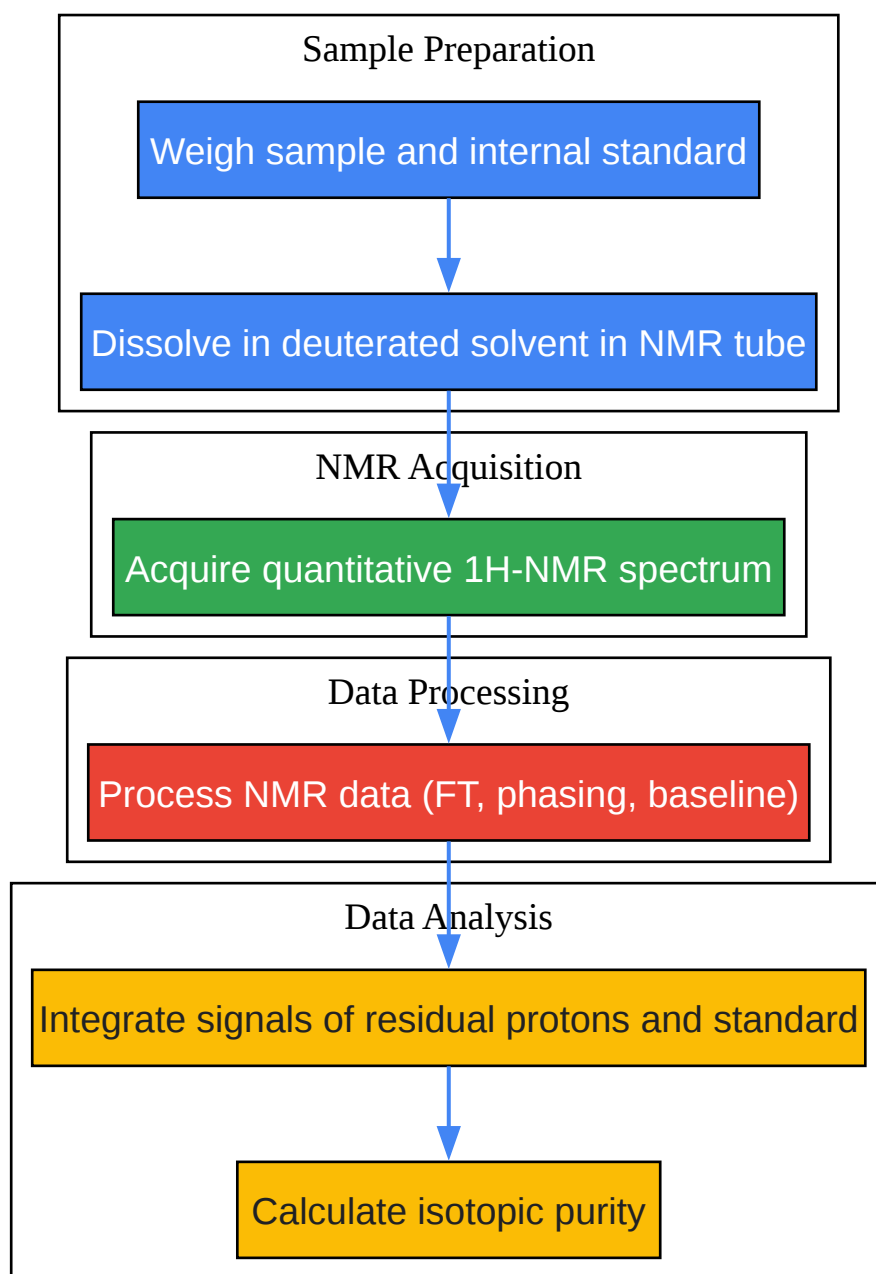 Sample Preparation
Weigh sample and internal standard
Dissolve in deuterated solvent in NMR tube
NMR Acquisition
Acquire quantitative 1H-NMR spectrum
Data Processing
Process NMR data (FT, phasing, baseline)
Data Analysis
Integrate signals of residual protons and standard
Calculate isotopic purity